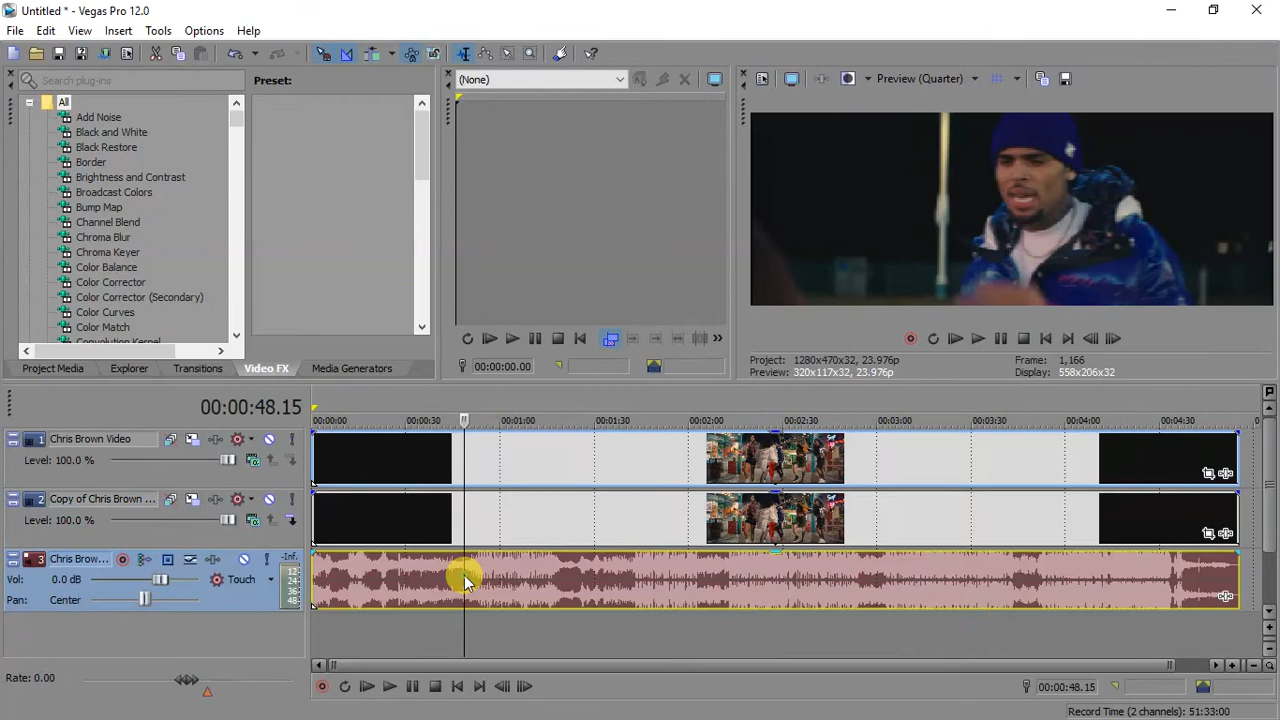 Untitled * - Vegas Pro 12.0
File Edit View Insert Tools Options Help
Search plug-ins
Preset:
(None)
Preview (Quarter)
All
Add Noise
Black and White
Black Restore
Border
Brightness and Contrast
Broadcast Colors
Bump Map
Channel Blend
Chroma Blur
Chroma Keyer
Color Balance
Color Corrector
Color Corrector (Secondary)
Color Curves
Color Match
Convolution Kernel
00:00:00.00
Project: 1280x470x32, 23.976p
Frame: 1,166
Preview: 320x117x32, 23.976p
Display: 558x206x32
Project Media Explorer Transitions Video FX Media Generators
00:00:48.15
00:00:00 00:00:30 00:01:00 00:01:30 00:02:00 00:02:30 00:03:00 00:03:30 00:04:00 00:04:30 00:0
1 Chris Brown Video
Level: 100.0 %
2 Copy of Chris Brown ...
Level: 100.0 %
3 Chris Brow... -Inf.
Vol: 0.0 dB Touch
12
24
36
48
Pan: Center
Rate: 0.00
00:00:48.15
Record Time (2 channels): 51:33:00